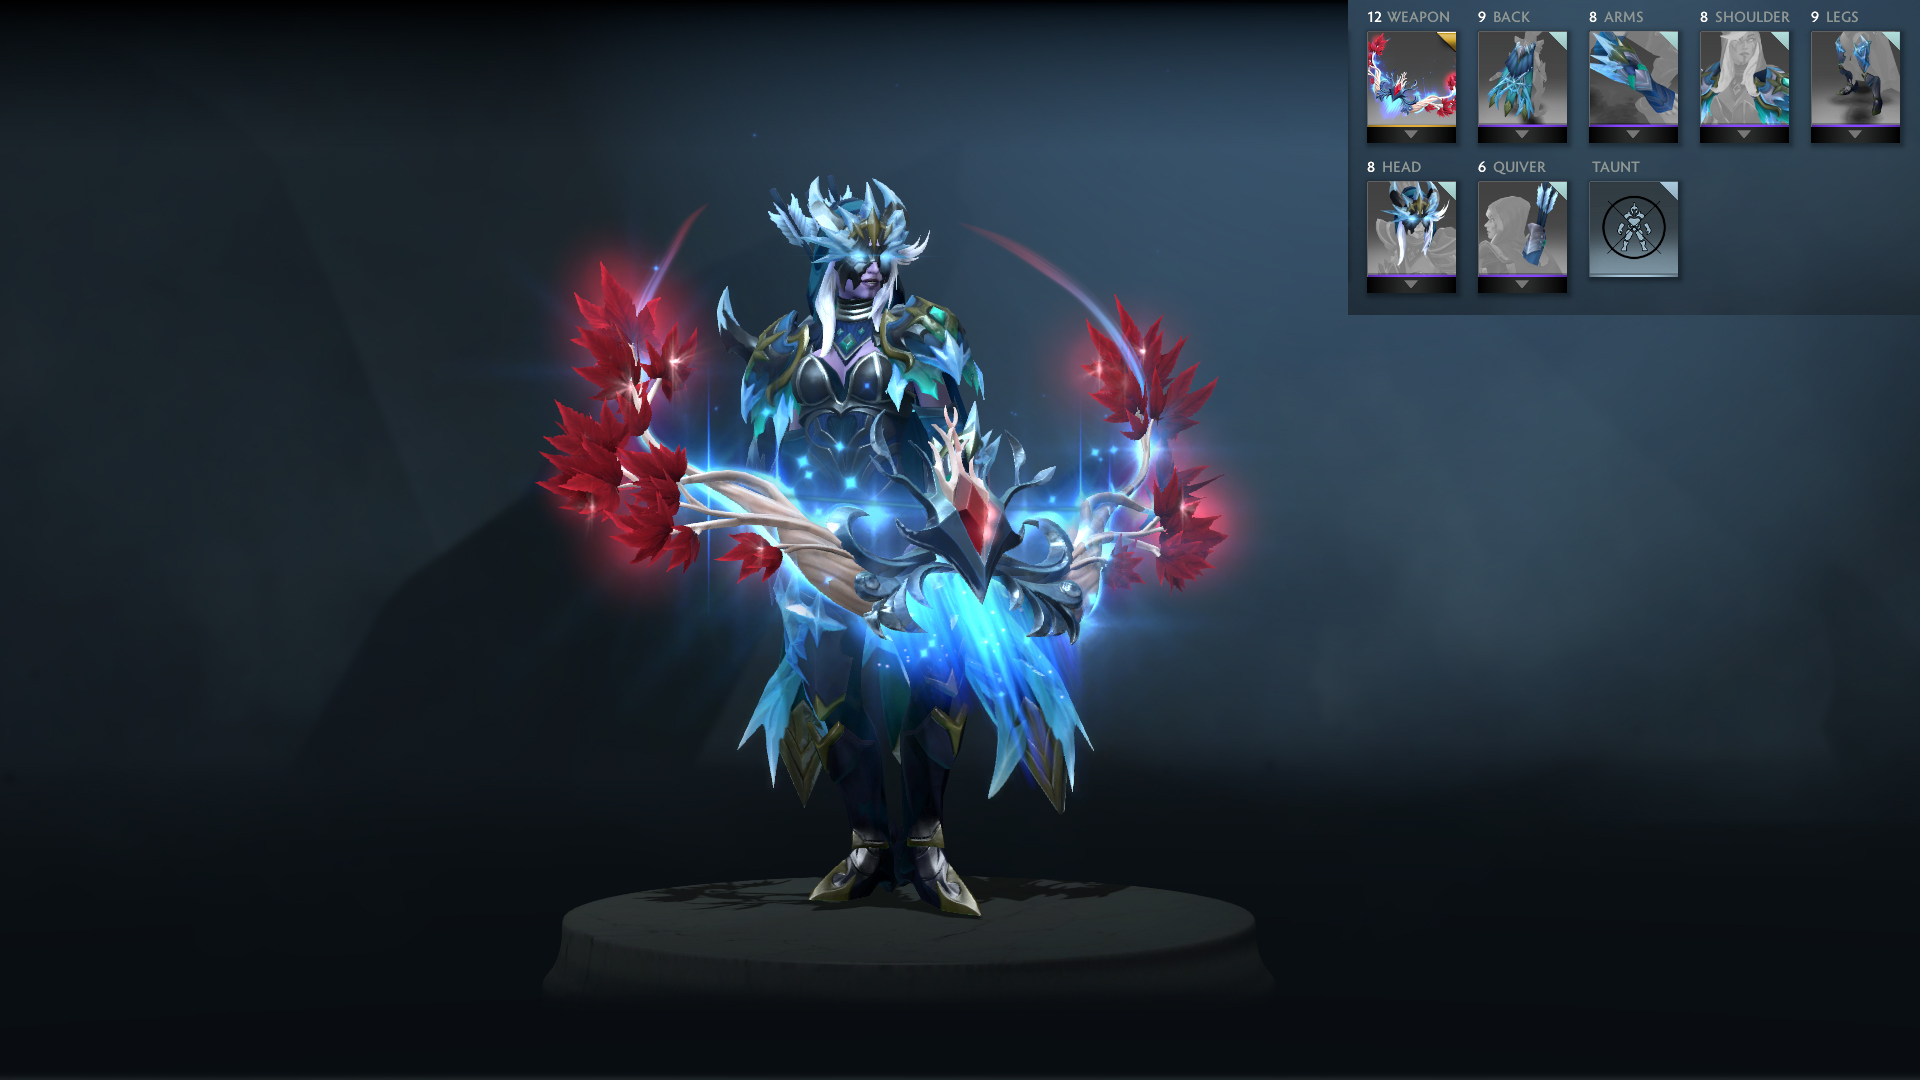 12 WEAPON
9 BACK
8 ARMS
8 SHOULDER
9 LEGS
8 HEAD
6 QUIVER
TAUNT